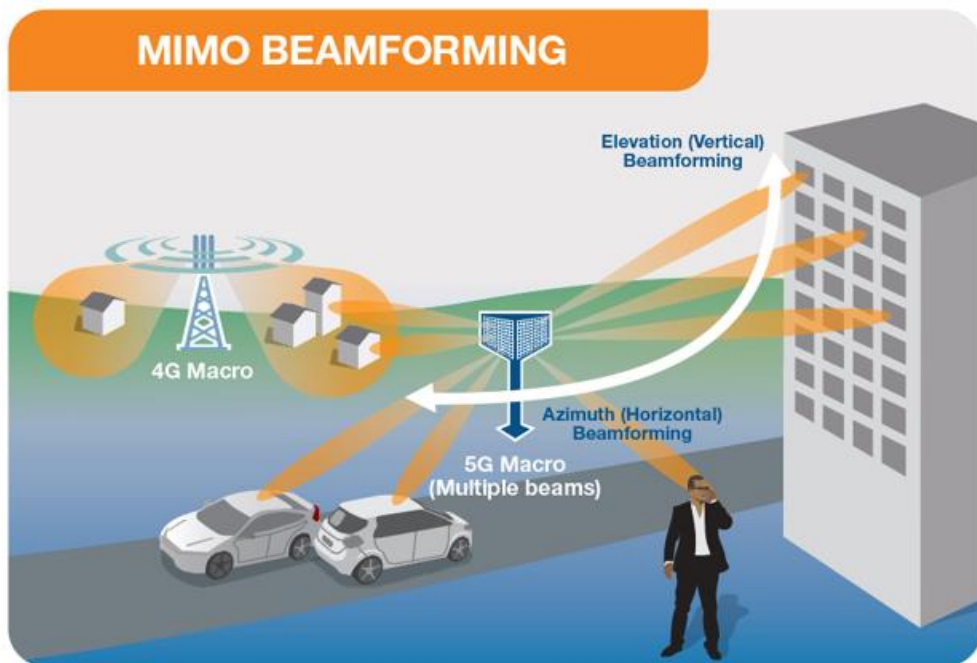 MIMO BEAMFORMING
Elevation (Vertical)
Beamforming
4G Macro
Azimuth (Horizontal)
Beamforming
5G Macro
(Multiple beams)